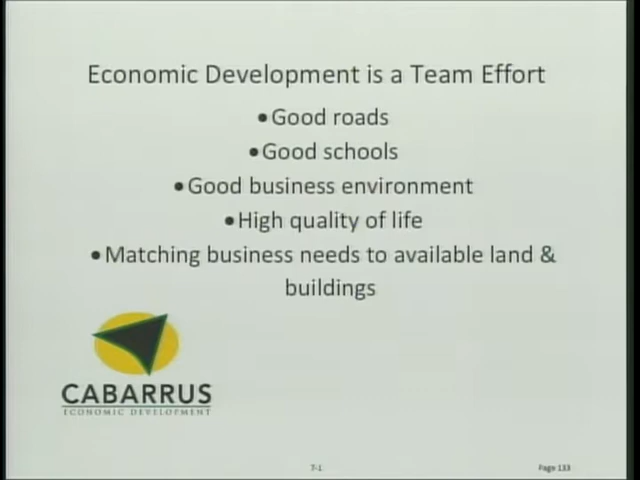 Economic Development is a Team Effort
•Good roads
•Good schools
•Good business environment
•High quality of life
•Matching business needs to available land &
buildings
CABARRUS
ECONOMIC DEVELOPMENT
7-1
Page 133